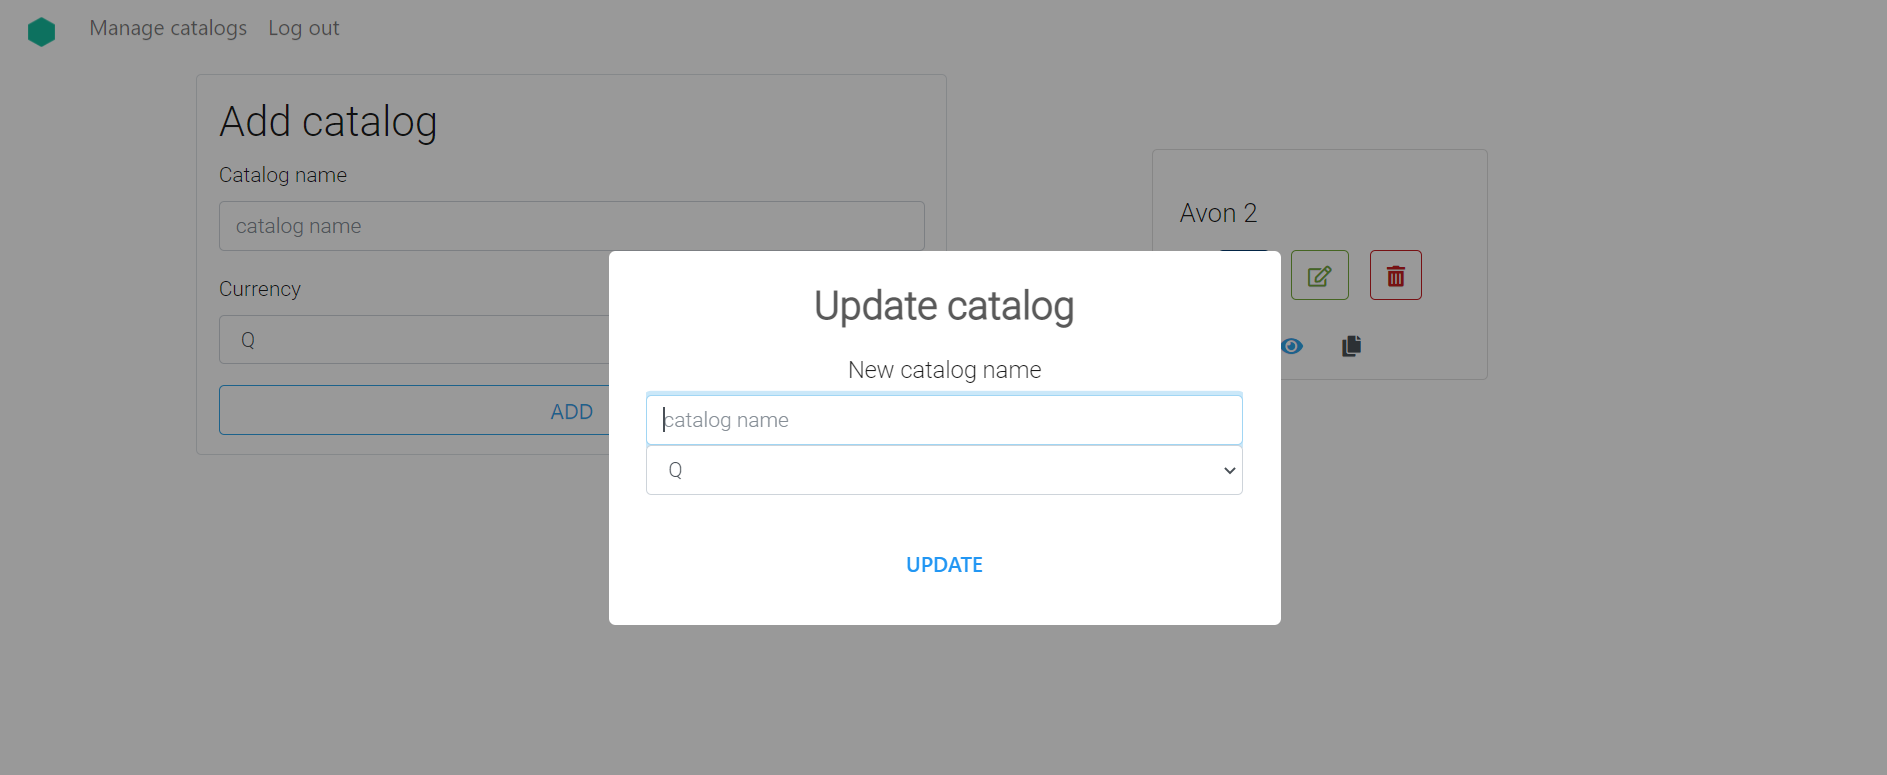 Manage catalogs Log out
Add catalog
Catalog name
catalog name
Currency
Q
ADD
Avon 2
Update catalog
New catalog name
catalog name
Q
UPDATE